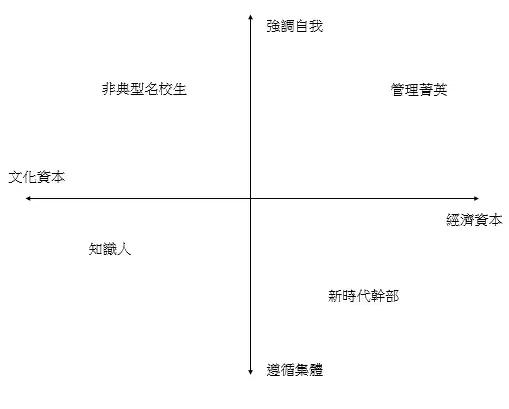 強調自我
非典型名校生
管理菁英
文化資本
經濟資本
知識人
新時代幹部
遵循集體